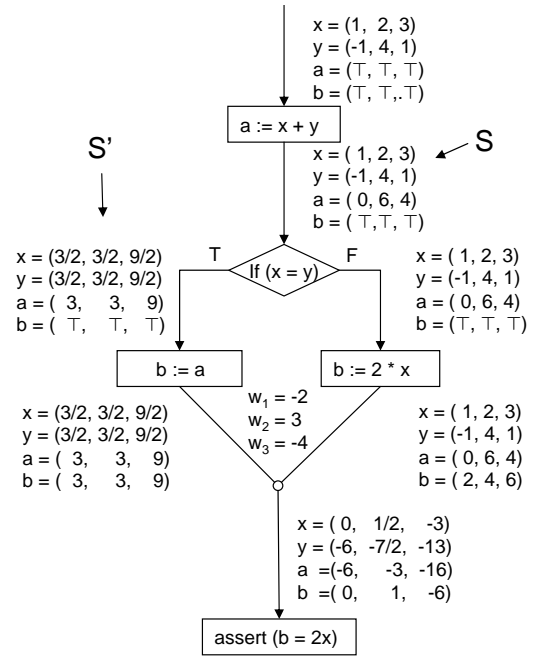 x = (1, 2, 3)
y = (-1, 4, 1)
a = (⊤, ⊤, ⊤)
b = (⊤, ⊤,.⊤)
a := x + y
S'
S
x = ( 1, 2, 3)
y = (-1, 4, 1)
a = ( 0, 6, 4)
b = ( ⊤,⊤, ⊤)
T
F
If (x = y)
x = (3/2, 3/2, 9/2)
y = (3/2, 3/2, 9/2)
a = ( 3, 3, 9)
b = ( ⊤, ⊤, ⊤)
x = ( 1, 2, 3)
y = (-1, 4, 1)
a = ( 0, 6, 4)
b = (⊤, ⊤, ⊤)
b := a
b := 2 * x
w1 = -2
w2 = 3
w3 = -4
x = (3/2, 3/2, 9/2)
y = (3/2, 3/2, 9/2)
a = ( 3, 3, 9)
b = ( 3, 3, 9)
x = ( 1, 2, 3)
y = (-1, 4, 1)
a = ( 0, 6, 4)
b = ( 2, 4, 6)
x = ( 0, 1/2, -3)
y = (-6, -7/2, -13)
a =(-6, -3, -16)
b =( 0, 1, -6)
assert (b = 2x)